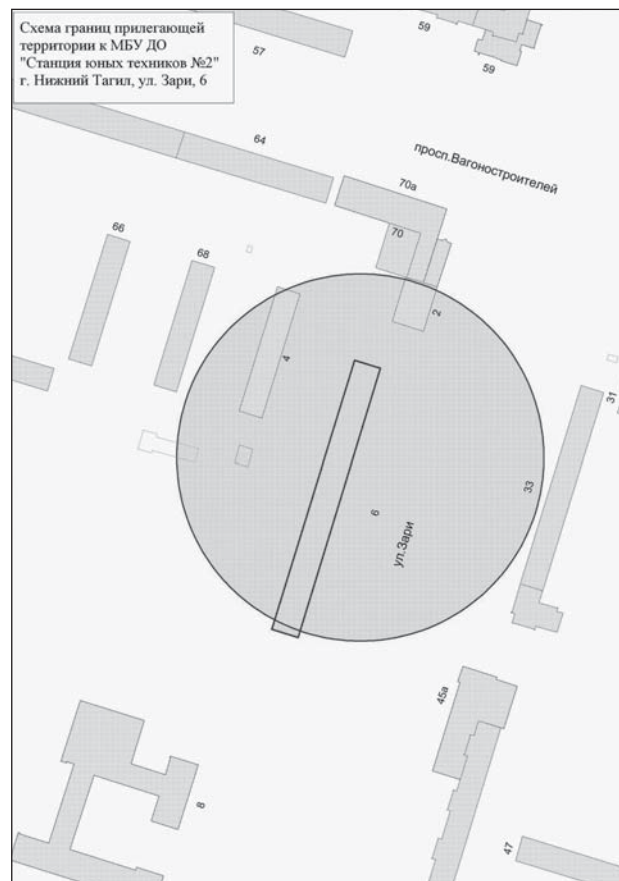 Схема границ прилегающей
территории к МБУ ДО
"Станция юных техников №2"
г. Нижний Тагил, ул. Зари, 6
59
57
59
64
просп.Вагоностроителей
70а
70
66
68
2
4
31
33
6
ул.Зари
45а
8
47